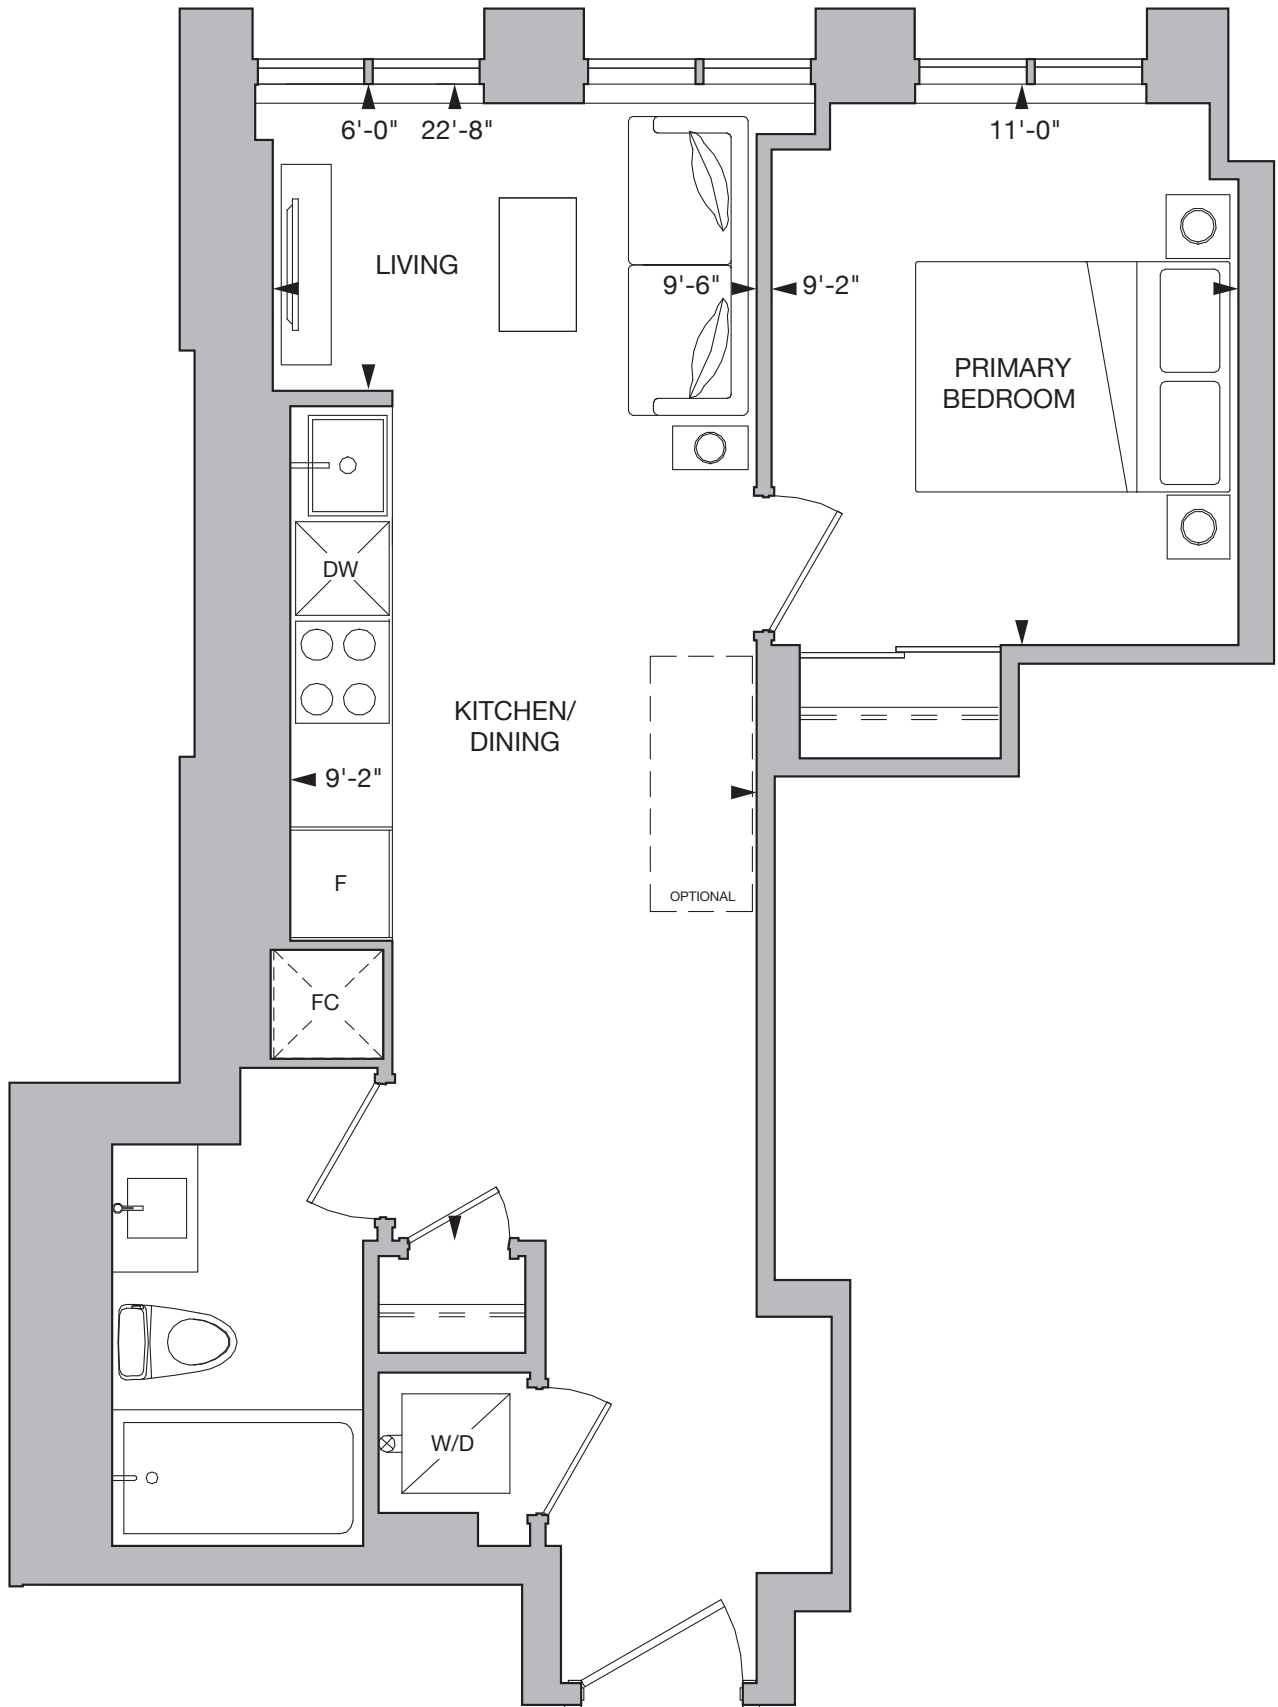 6'-0" 22'-8" 11'-0"
LIVING
9'-6" 9'-2"
PRIMARY
BEDROOM
DW
KITCHEN/
DINING
9'-2"
F
OPTIONAL
FC
W/D